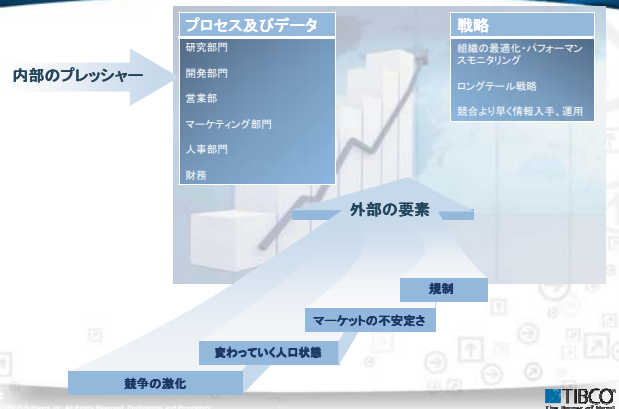 プロセス及びデータ
研究部門
開発部門
営業部
マーケティング部門
人事部門
財務
戦略
組織の最適化・パフォーマン
スモニタリング
ロングテール戦略
競合より早く情報入手、運用
内部のプレッシャー
外部の要素
規制
マーケットの不安定さ
変わっていく人口状態
競争の激化
TIBCO